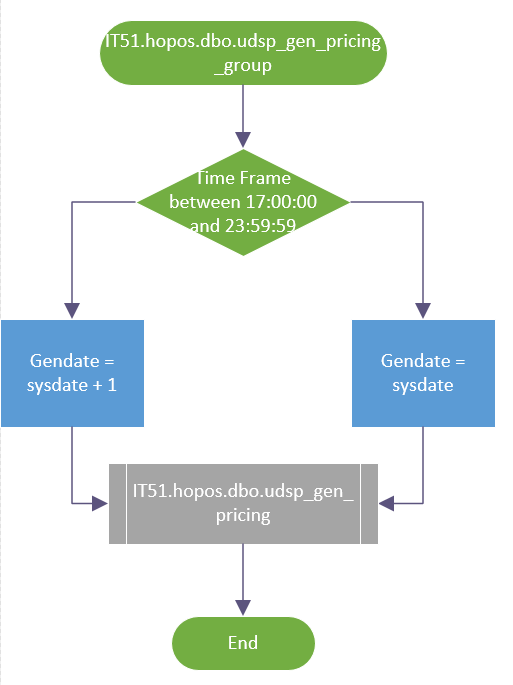 IT51.hopos.dbo.udsp_gen_pricing
_group
Time Frame
between 17:00:00
and 23:59:59
Gendate =
sysdate + 1
Gendate =
sysdate
IT51.hopos.dbo.udsp_gen_
pricing
End